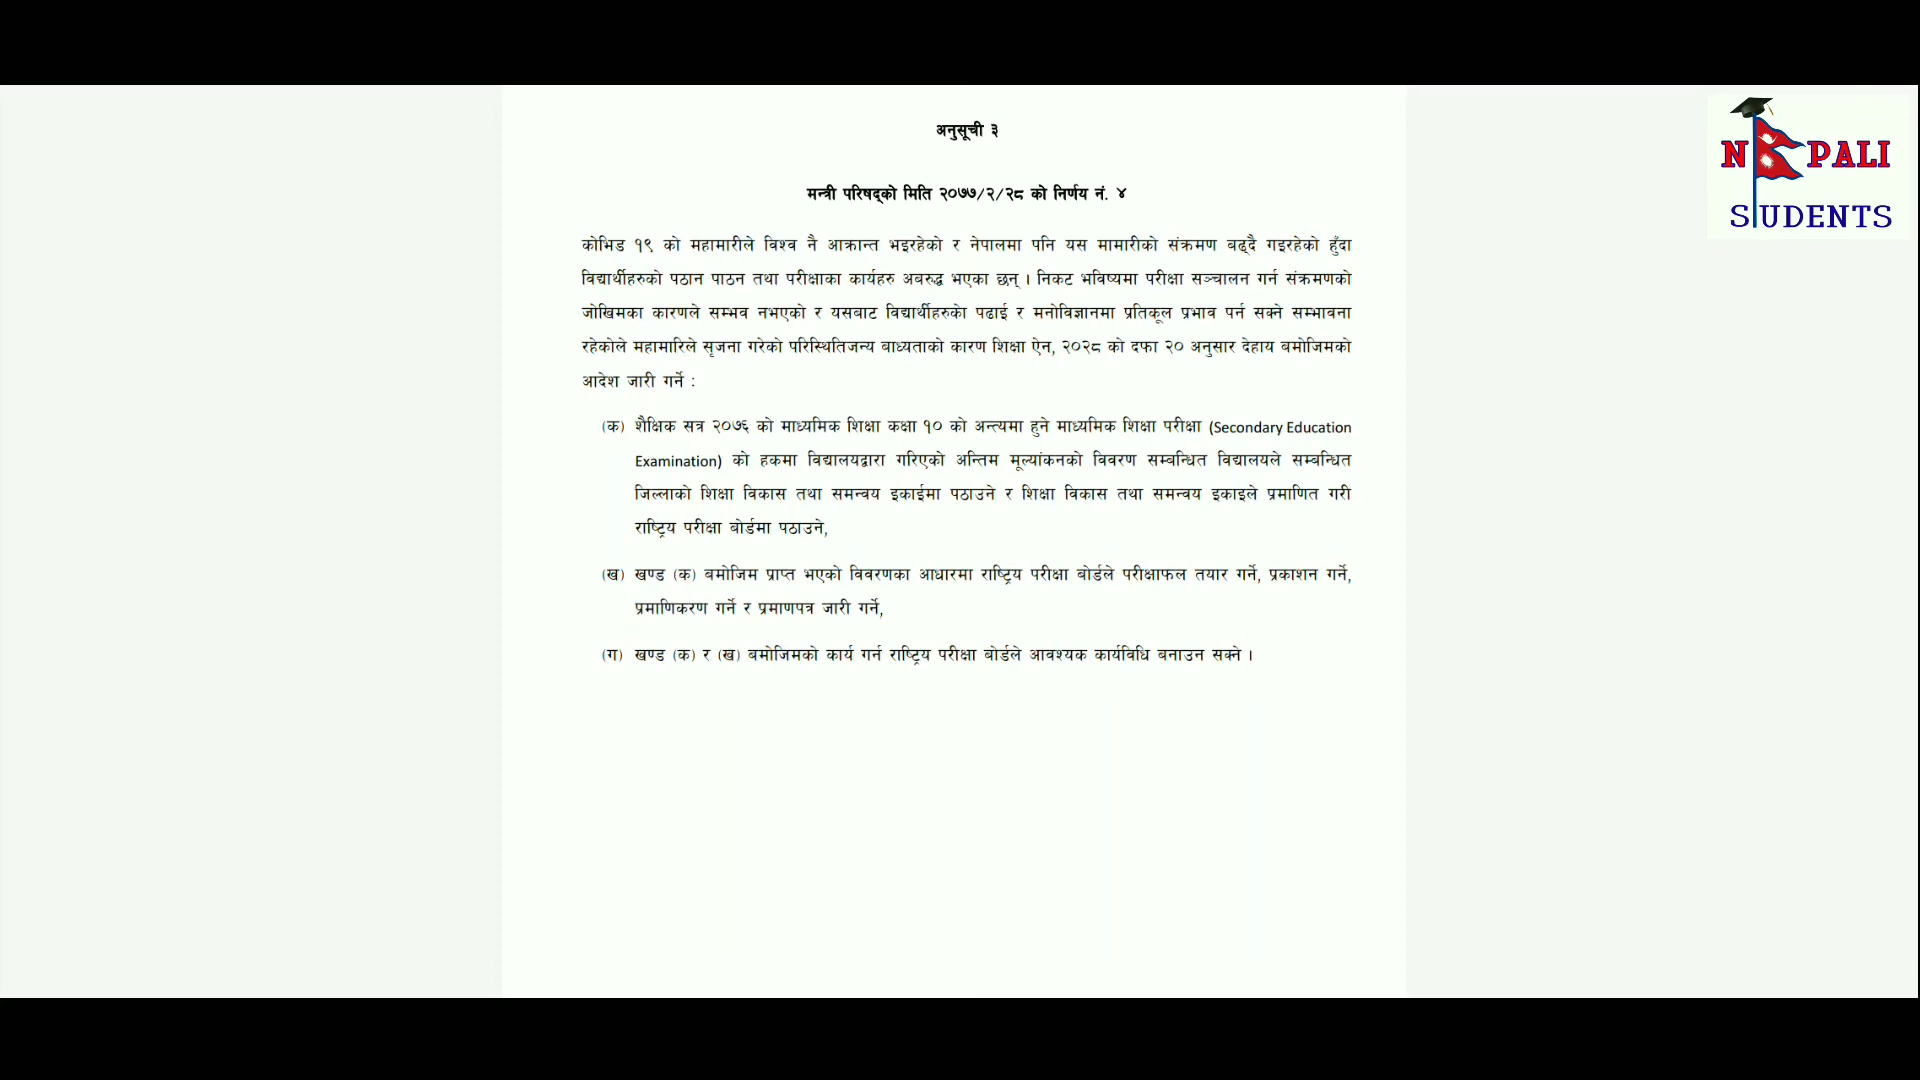 अनुसूची ३
मन्त्री परिषद्को मिति २०७७/२/२८ को निर्णय नं. ४
कोभिड १९ को महामारीले विश्व नै आक्रान्त भइरहेको र नेपालमा पनि यस मामारीको संक्रमण बढ्दै गइरहेको हुँदा
विद्यार्थीहरुको पठान पाठन तथा परीक्षाका कार्यहरु अबरुद्ध भएका छन् । निकट भविष्यमा परीक्षा सञ्चालन गर्न संक्रमणको
जोखिमका कारणले सम्भव नभएको र यसबाट विद्यार्थीहरुको पढाई र मनोविज्ञानमा प्रतिकूल प्रभाव पर्न सक्ने सम्भावना
रहेकोले महामारिले सृजना गरेको परिस्थितिजन्य बाध्यताको कारण शिक्षा ऐन, २०२८ को दफा २० अनुसार देहाय बमोजिमको
आदेश जारी गर्ने :
(क) शैक्षिक सत्र २०७६ को माध्यमिक शिक्षा कक्षा १० को अन्त्यमा हुने माध्यमिक शिक्षा परीक्षा (Secondary Education
Examination) को हकमा विद्यालयद्वारा गरिएको अन्तिम मूल्यांकनको विवरण सम्बन्धित विद्यालयले सम्बन्धित
जिल्लाको शिक्षा विकास तथा समन्वय इकाईमा पठाउने र शिक्षा विकास तथा समन्वय इकाइले प्रमाणित गरी
राष्ट्रिय परीक्षा बोर्डमा पठाउने,
(ख) खण्ड (क) बमोजिम प्राप्त भएको विवरणका आधारमा राष्ट्रिय परीक्षा बोर्डले परीक्षाफल तयार गर्ने, प्रकाशन गर्ने,
प्रमाणिकरण गर्ने र प्रमाणपत्र जारी गर्ने,
(ग) खण्ड (क) र (ख) बमोजिमको कार्य गर्न राष्ट्रिय परीक्षा बोर्डले आवश्यक कार्यविधि बनाउन सक्ने ।
NEPALI
STUDENTS